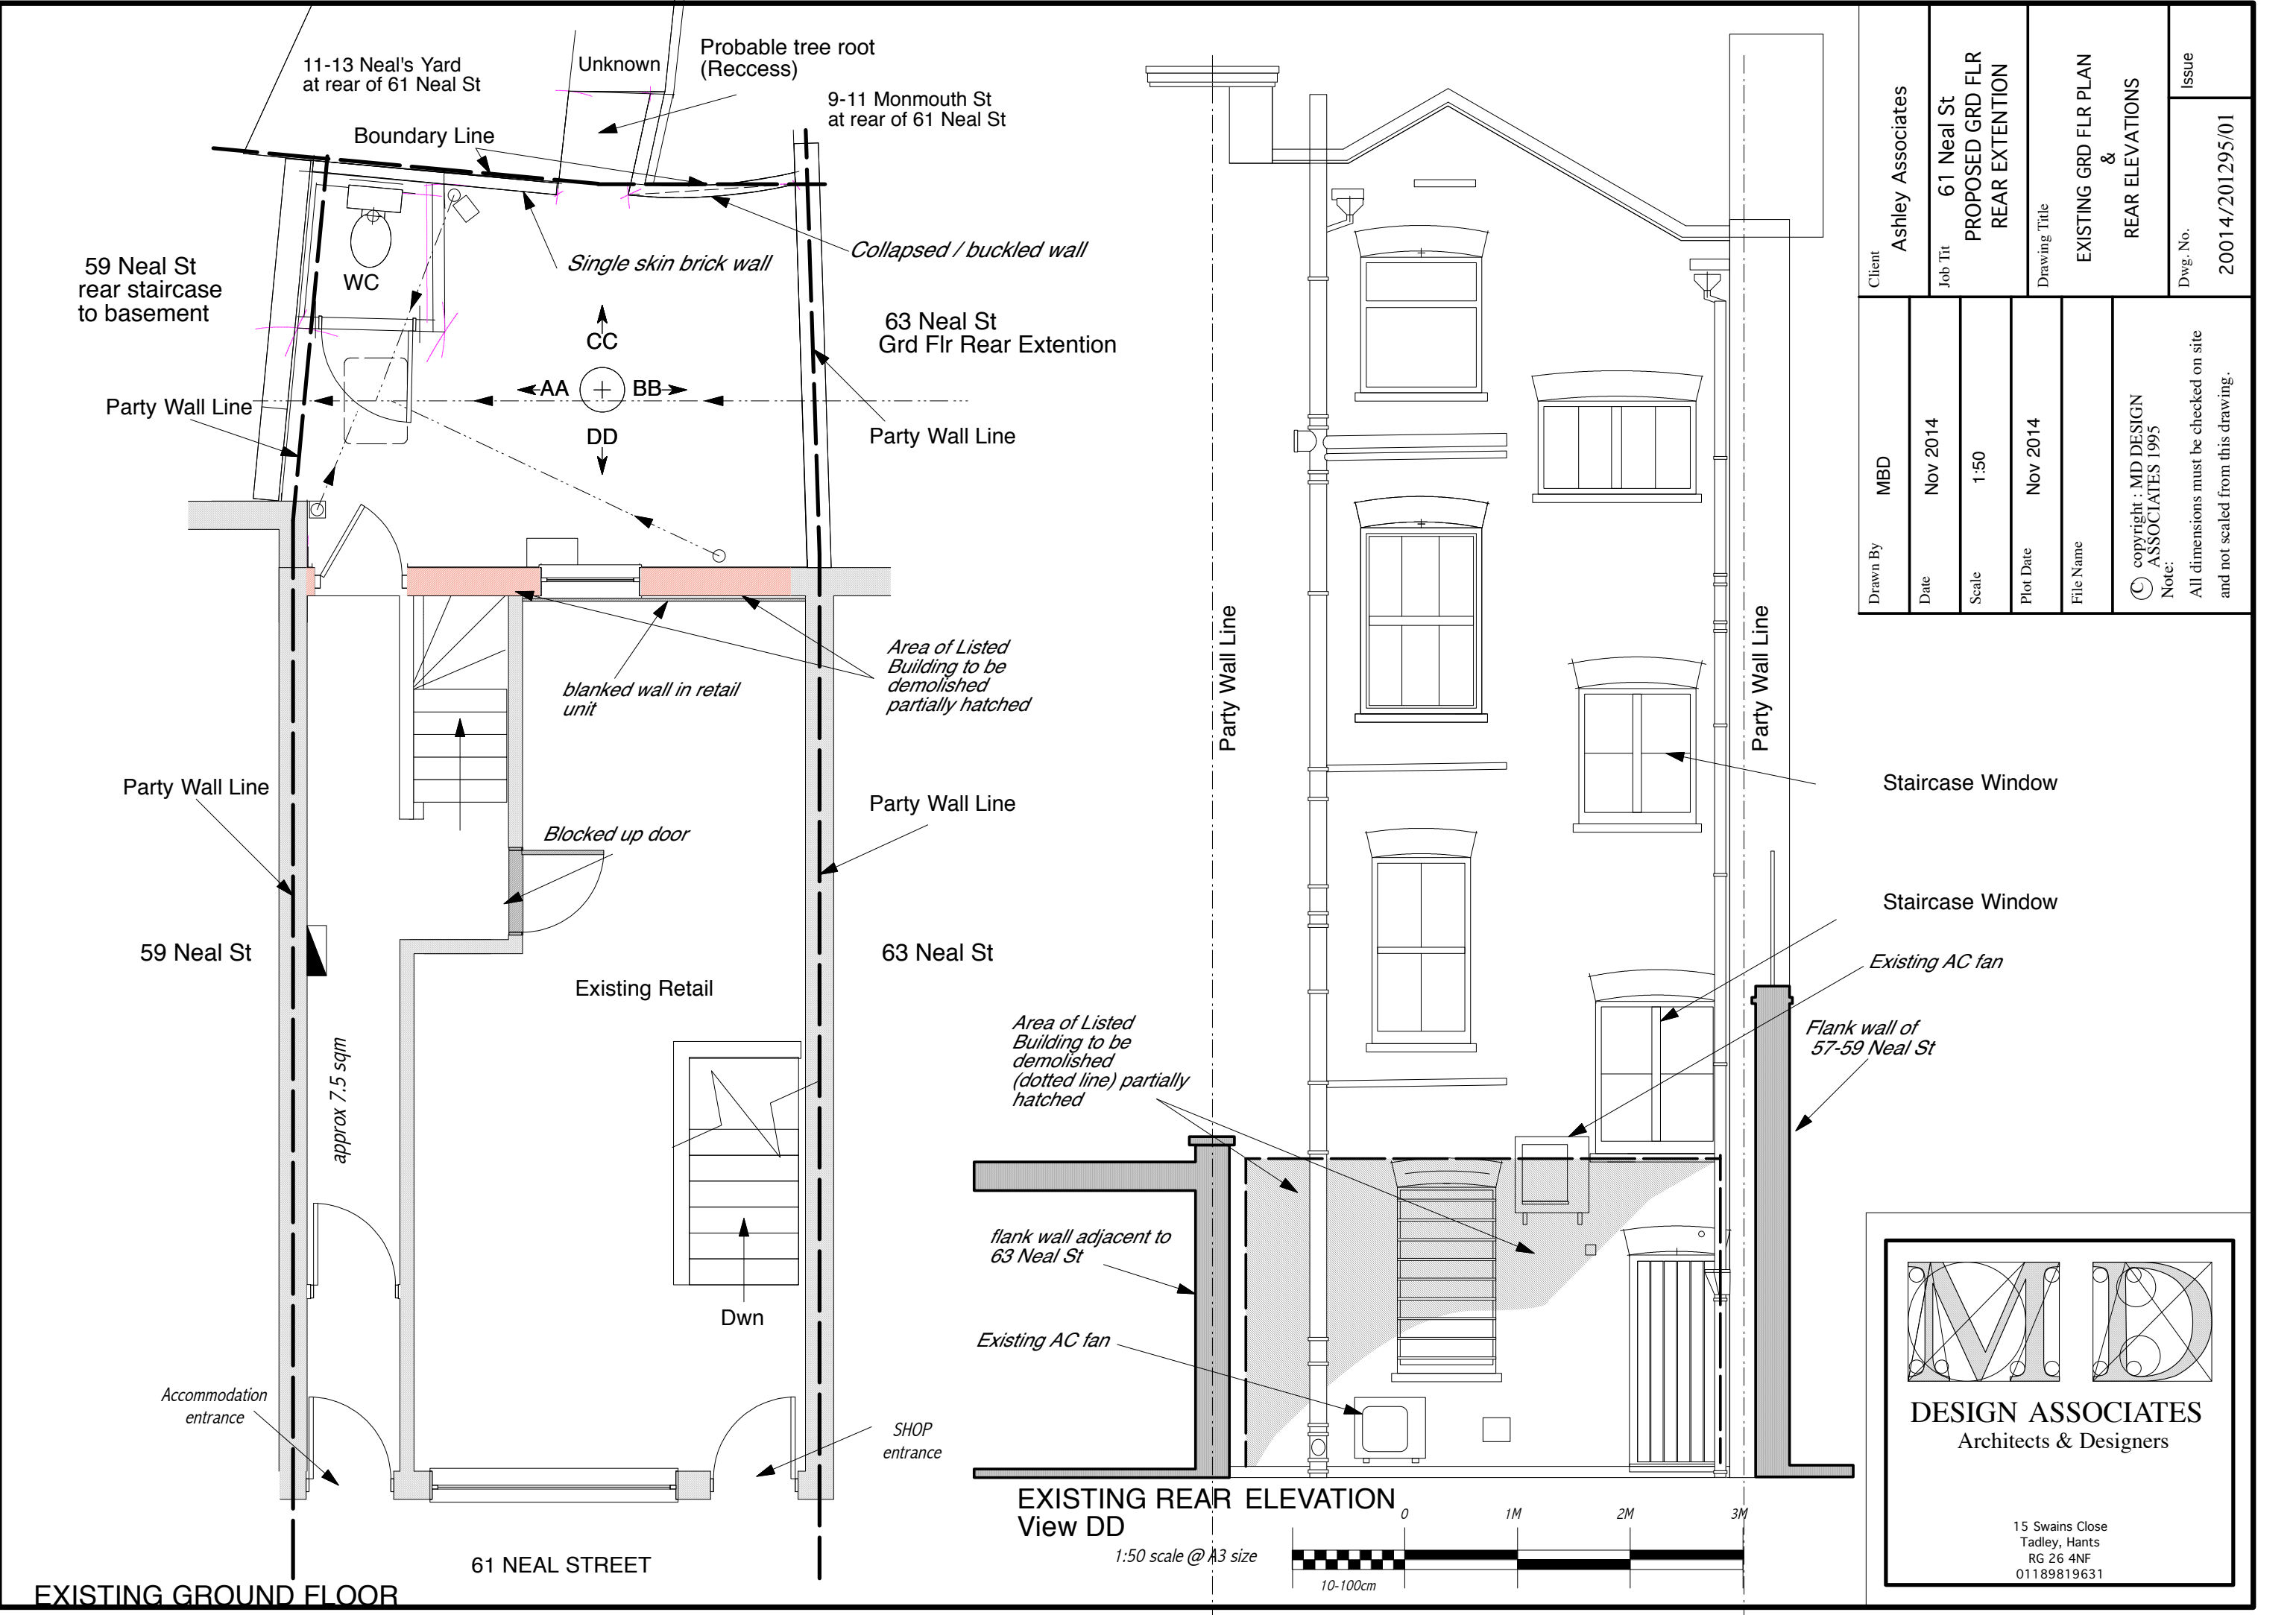 11-13 Neal's Yard
at rear of 61 Neal St
Unknown
Probable tree root
(Reccess)
9-11 Monmouth St
at rear of 61 Neal St
Boundary Line
59 Neal St
rear staircase
to basement
WC
Single skin brick wall
Collapsed / buckled wall
63 Neal St
Grd Flr Rear Extention
CC
AA
BB
DD
Party Wall Line
Party Wall Line
Area of Listed
Building to be
demolished
partially hatched
blanked wall in retail
unit
Party Wall Line
Party Wall Line
Blocked up door
59 Neal St
63 Neal St
Existing Retail
approx 7.5 sqm
Dwn
Accommodation
entrance
SHOP
entrance
61 NEAL STREET
EXISTING GROUND FLOOR
Party Wall Line
Party Wall Line
Staircase Window
Staircase Window
Existing AC fan
Flank wall of
57-59 Neal St
Area of Listed
Building to be
demolished
(dotted line) partially
hatched
flank wall adjacent to
63 Neal St
Existing AC fan
EXISTING REAR ELEVATION
View DD
1:50 scale @ A3 size
0
1M
2M
3M
10-100cm
Client
Ashley Associates
Job Tit
61 Neal St
PROPOSED GRD FLR
REAR EXTENTION
Drawing Title
EXISTING GRD FLR PLAN
&
REAR ELEVATIONS
Dwg. No.
20014/201295/01
Issue
Drawn By
MBD
Date
Nov 2014
Scale
1:50
Plot Date
Nov 2014
File Name
© copyright : MD DESIGN
ASSOCIATES 1995
Note:
All dimensions must be checked on site
and not scaled from this drawing.
MD
DESIGN ASSOCIATES
Architects & Designers
15 Swains Close
Tadley, Hants
RG 26 4NF
01189819631